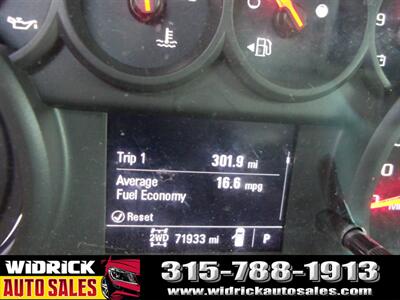 Trip 1 301.9 mi
Average 16.6 mpg
Fuel Economy
Reset
2WD 71933 mi P
WIDRICK
AUTO SALES
315-788-1913
www.widrickautosales.com